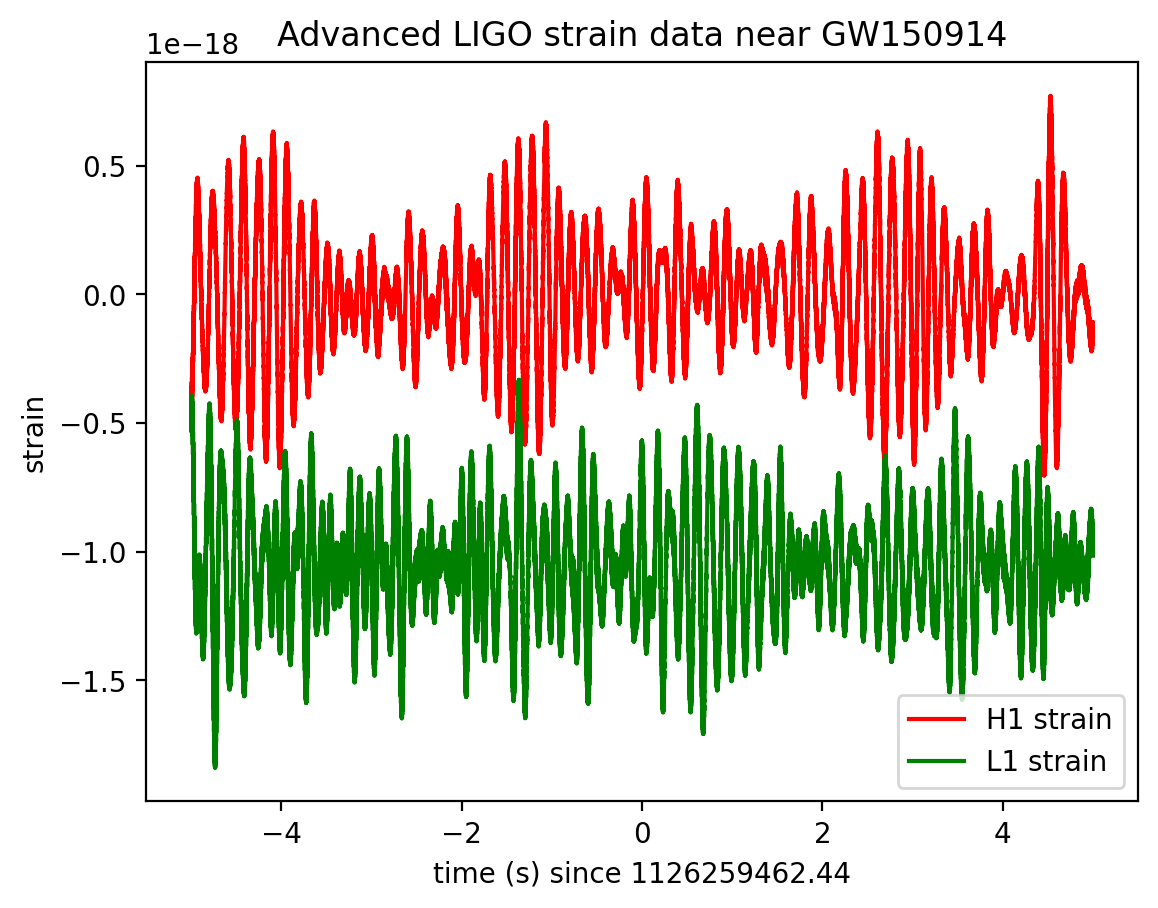 Advanced LIGO strain data near GW150914
1e−18
0.5
0.0
−0.5
−1.0
−1.5
strain
−4 −2 0 2 4
time (s) since 1126259462.44
H1 strain
L1 strain